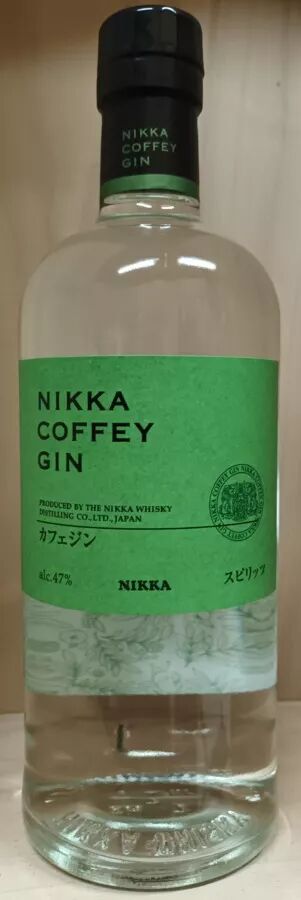 NIKKA
COFFEY
GIN
NIKKA
COFFEY
GIN
PRODUCED BY THE NIKKA WHISKY
DISTILLING CO., LTD., JAPAN
カフェジン
alc.47%
NIKKA
スピリッツ